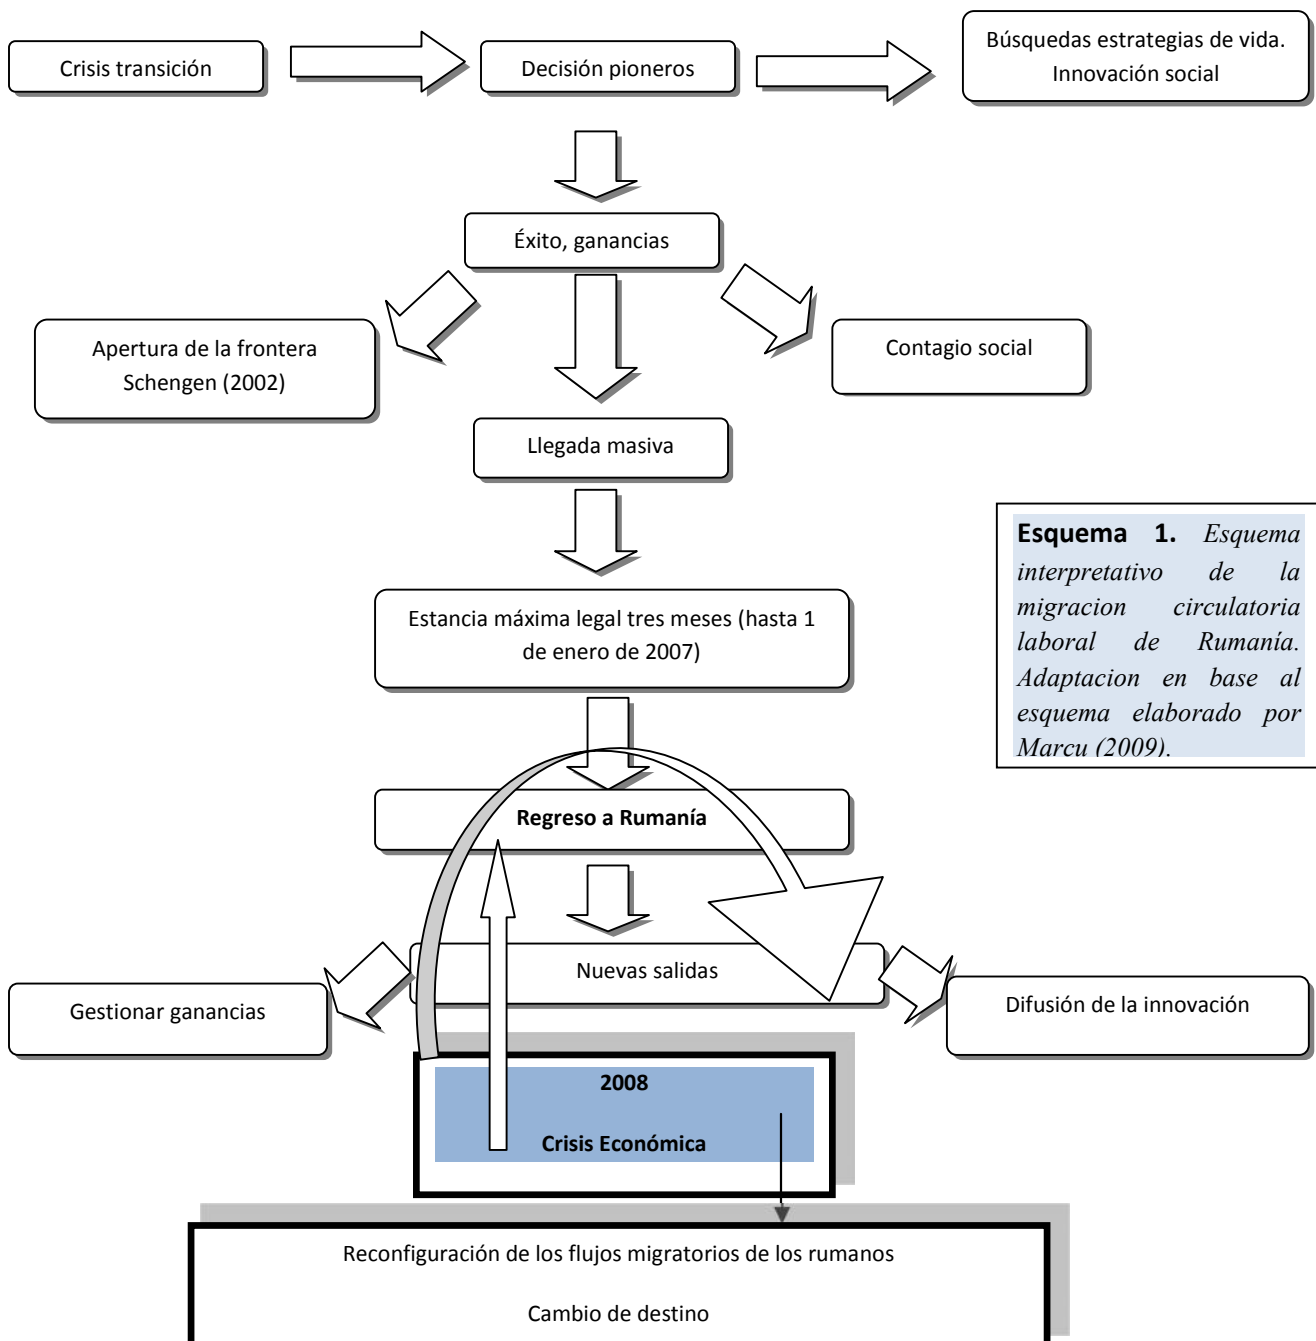 Crisis transición
Decisión pioneros
Búsquedas estrategias de vida.
Innovación social
Éxito, ganancias
Apertura de la frontera
Schengen (2002)
Contagio social
Llegada masiva
Esquema 1. Esquema
interpretativo de la
migracion circulatoria
laboral de Rumanía.
Adaptacion en base al
esquema elaborado por
Marcu (2009).
Estancia máxima legal tres meses (hasta 1
de enero de 2007)
Regreso a Rumanía
Nuevas salidas
Gestionar ganancias
Difusión de la innovación
2008
Crisis Económica
Reconfiguración de los flujos migratorios de los rumanos
Cambio de destino